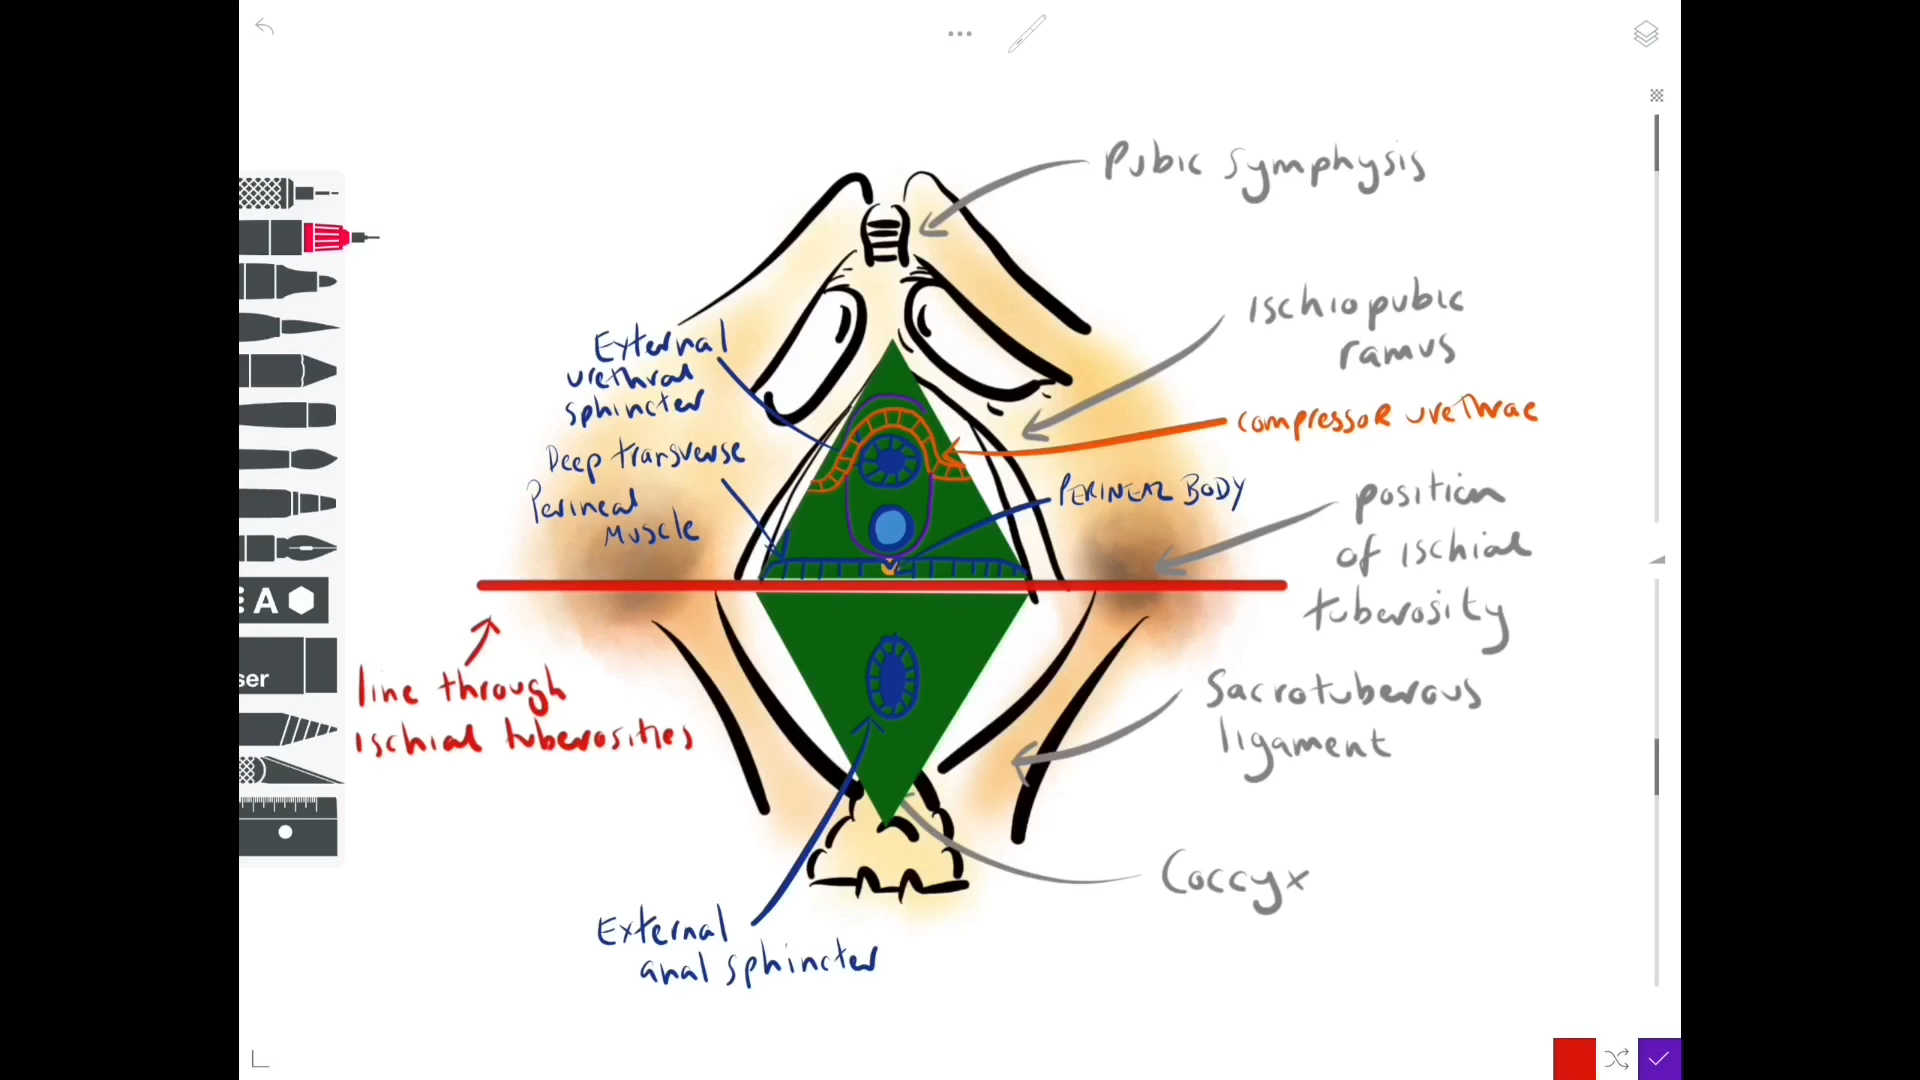 Pubic symphysis
Ischiopubic
ramus
External
urethral
sphincter
compressor urethrae
Deep transverse
Perineal
Muscle
PERINEAL BODY
position
of ischial
tuberosity
A
ser
line through
ischial tuberosities
Sacrotuberous
ligament
Coccyx
External
anal sphincter